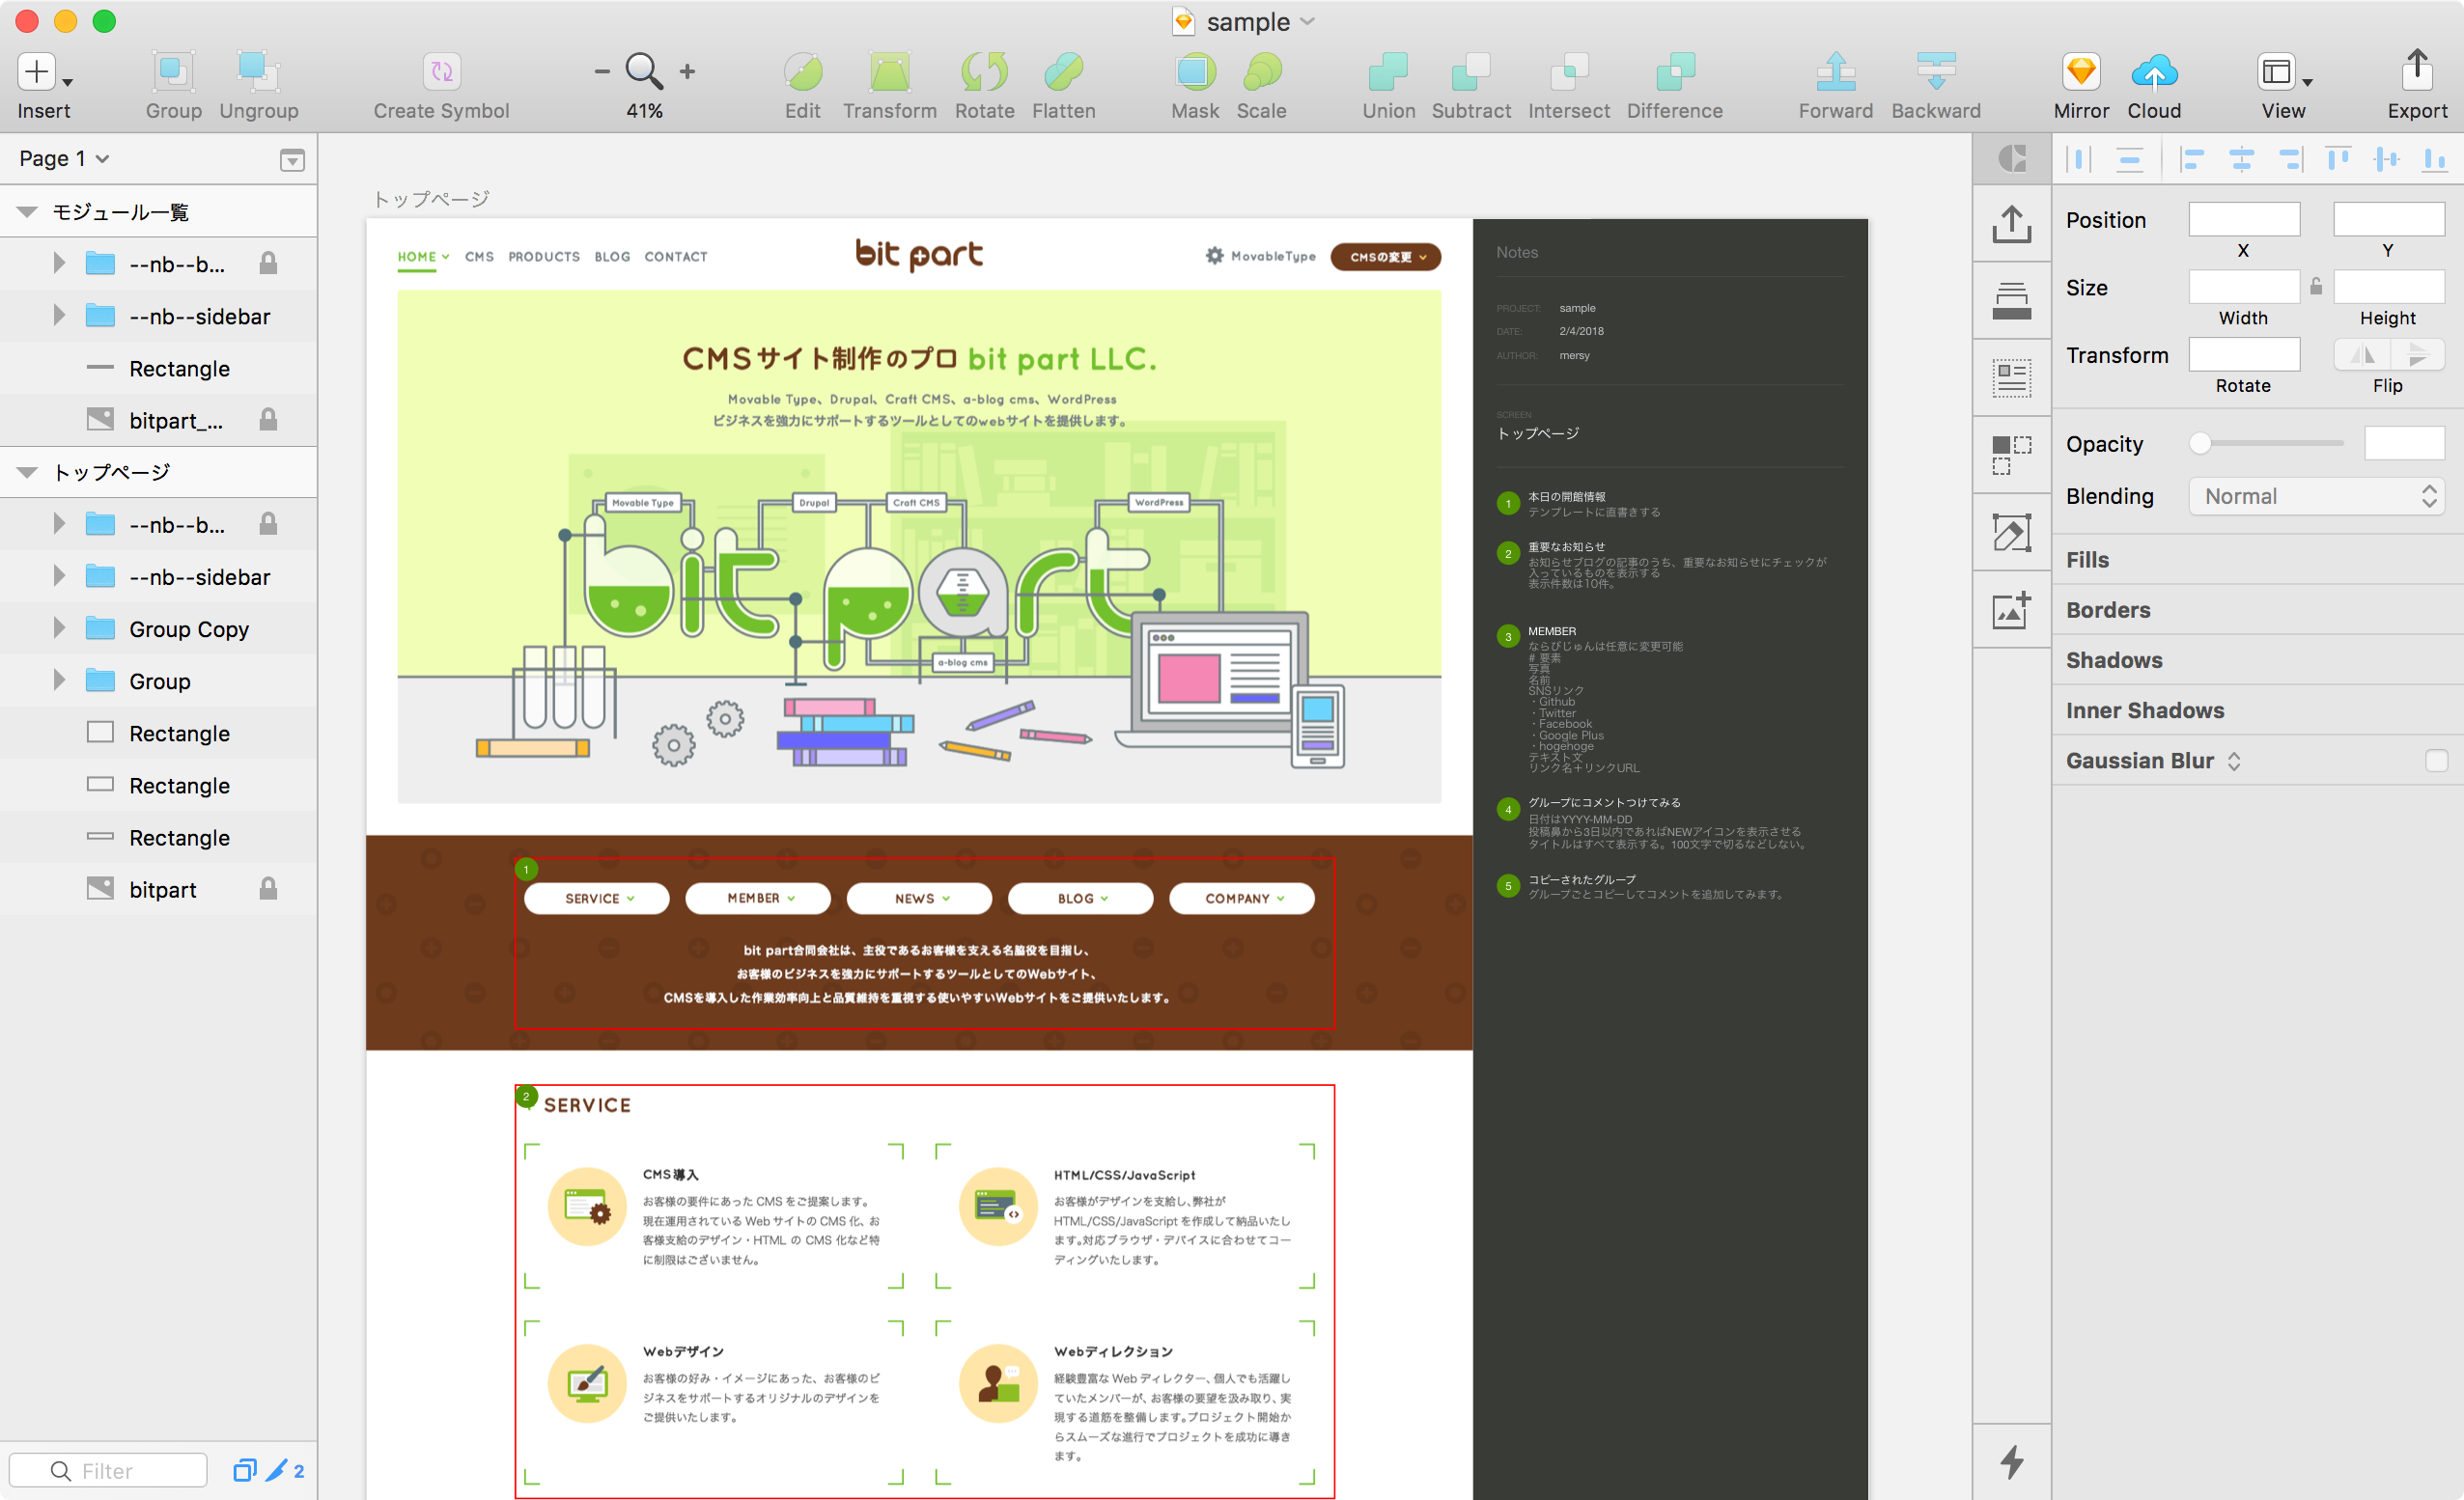 sample
Insert
Group
Ungroup
Create Symbol
41%
Edit
Transform
Rotate
Flatten
Mask
Scale
Union
Subtract
Intersect
Difference
Forward
Backward
Mirror
Cloud
View
Export
Page 1
モジュール一覧
--nb--b...
--nb--sidebar
Rectangle
bitpart_...
トップページ
--nb--b...
--nb--sidebar
Group Copy
Group
Rectangle
Rectangle
Rectangle
bitpart
Filter
2
トップページ
HOME CMS PRODUCTS BLOG CONTACT
bit part
MovableType
CMSの変更
CMSサイト制作のプロ bit part LLC.
Movable Type、Drupal、Craft CMS、a-blog cms、WordPress
ビジネスを強力にサポートするツールとしてのwebサイトを提供します。
Movable Type
Drupal
Craft CMS
WordPress
bit part
a-blog cms
1
SERVICE
MEMBER
NEWS
BLOG
COMPANY
bit part合同会社は、主役であるお客様を支える名脇役を目指し、
お客様のビジネスを強力にサポートするツールとしてのWebサイト、
CMSを導入した作業効率向上と品質維持を重視する使いやすいWebサイトをご提供いたします。
2
SERVICE
CMS導入
お客様の要件にあった CMS をご提案します。
現在運用されている Web サイトの CMS 化、お
客様支給のデザイン・HTML の CMS 化など特
に制限はございません。
HTML/CSS/JavaScript
お客様がデザインを支給し、弊社が
HTML/CSS/JavaScript を作成して納品いたし
ます。対応ブラウザ・デバイスに合わせてコー
ディングいたします。
Webデザイン
お客様の好み・イメージにあった、お客様のビ
ジネスをサポートするオリジナルのデザインを
ご提供いたします。
Webディレクション
経験豊富な Web ディレクター、個人でも活躍し
ていたメンバーが、お客様の要望を汲み取り、実
現する道筋を整備します。プロジェクト開始か
らスムーズな進行でプロジェクトを成功に導き
ます。
Notes
PROJECT: sample
DATE: 2/4/2018
AUTHOR: mersy
SCREEN
トップページ
1
本日の開館情報
テンプレートに直書きする
2
重要なお知らせ
お知らせブログの記事のうち、重要なお知らせにチェックが
入っているものを表示する
表示件数は10件。
3
MEMBER
ならびじゅんは任意に変更可能
# 要素
写真
名前
SNSリンク
・Github
・Twitter
・Facebook
・Google Plus
・hogehoge
テキスト文
リンク名＋リンクURL
4
グループにコメントつけてみる
日付はYYYY-MM-DD
投稿鼻から3日以内であればNEWアイコンを表示させる
タイトルはすべて表示する。100文字で切るなどしない。
5
コピーされたグループ
グループごとコピーしてコメントを追加してみます。
Position
X
Y
Size
Width
Height
Transform
Rotate
Flip
Opacity
Blending
Normal
Fills
Borders
Shadows
Inner Shadows
Gaussian Blur